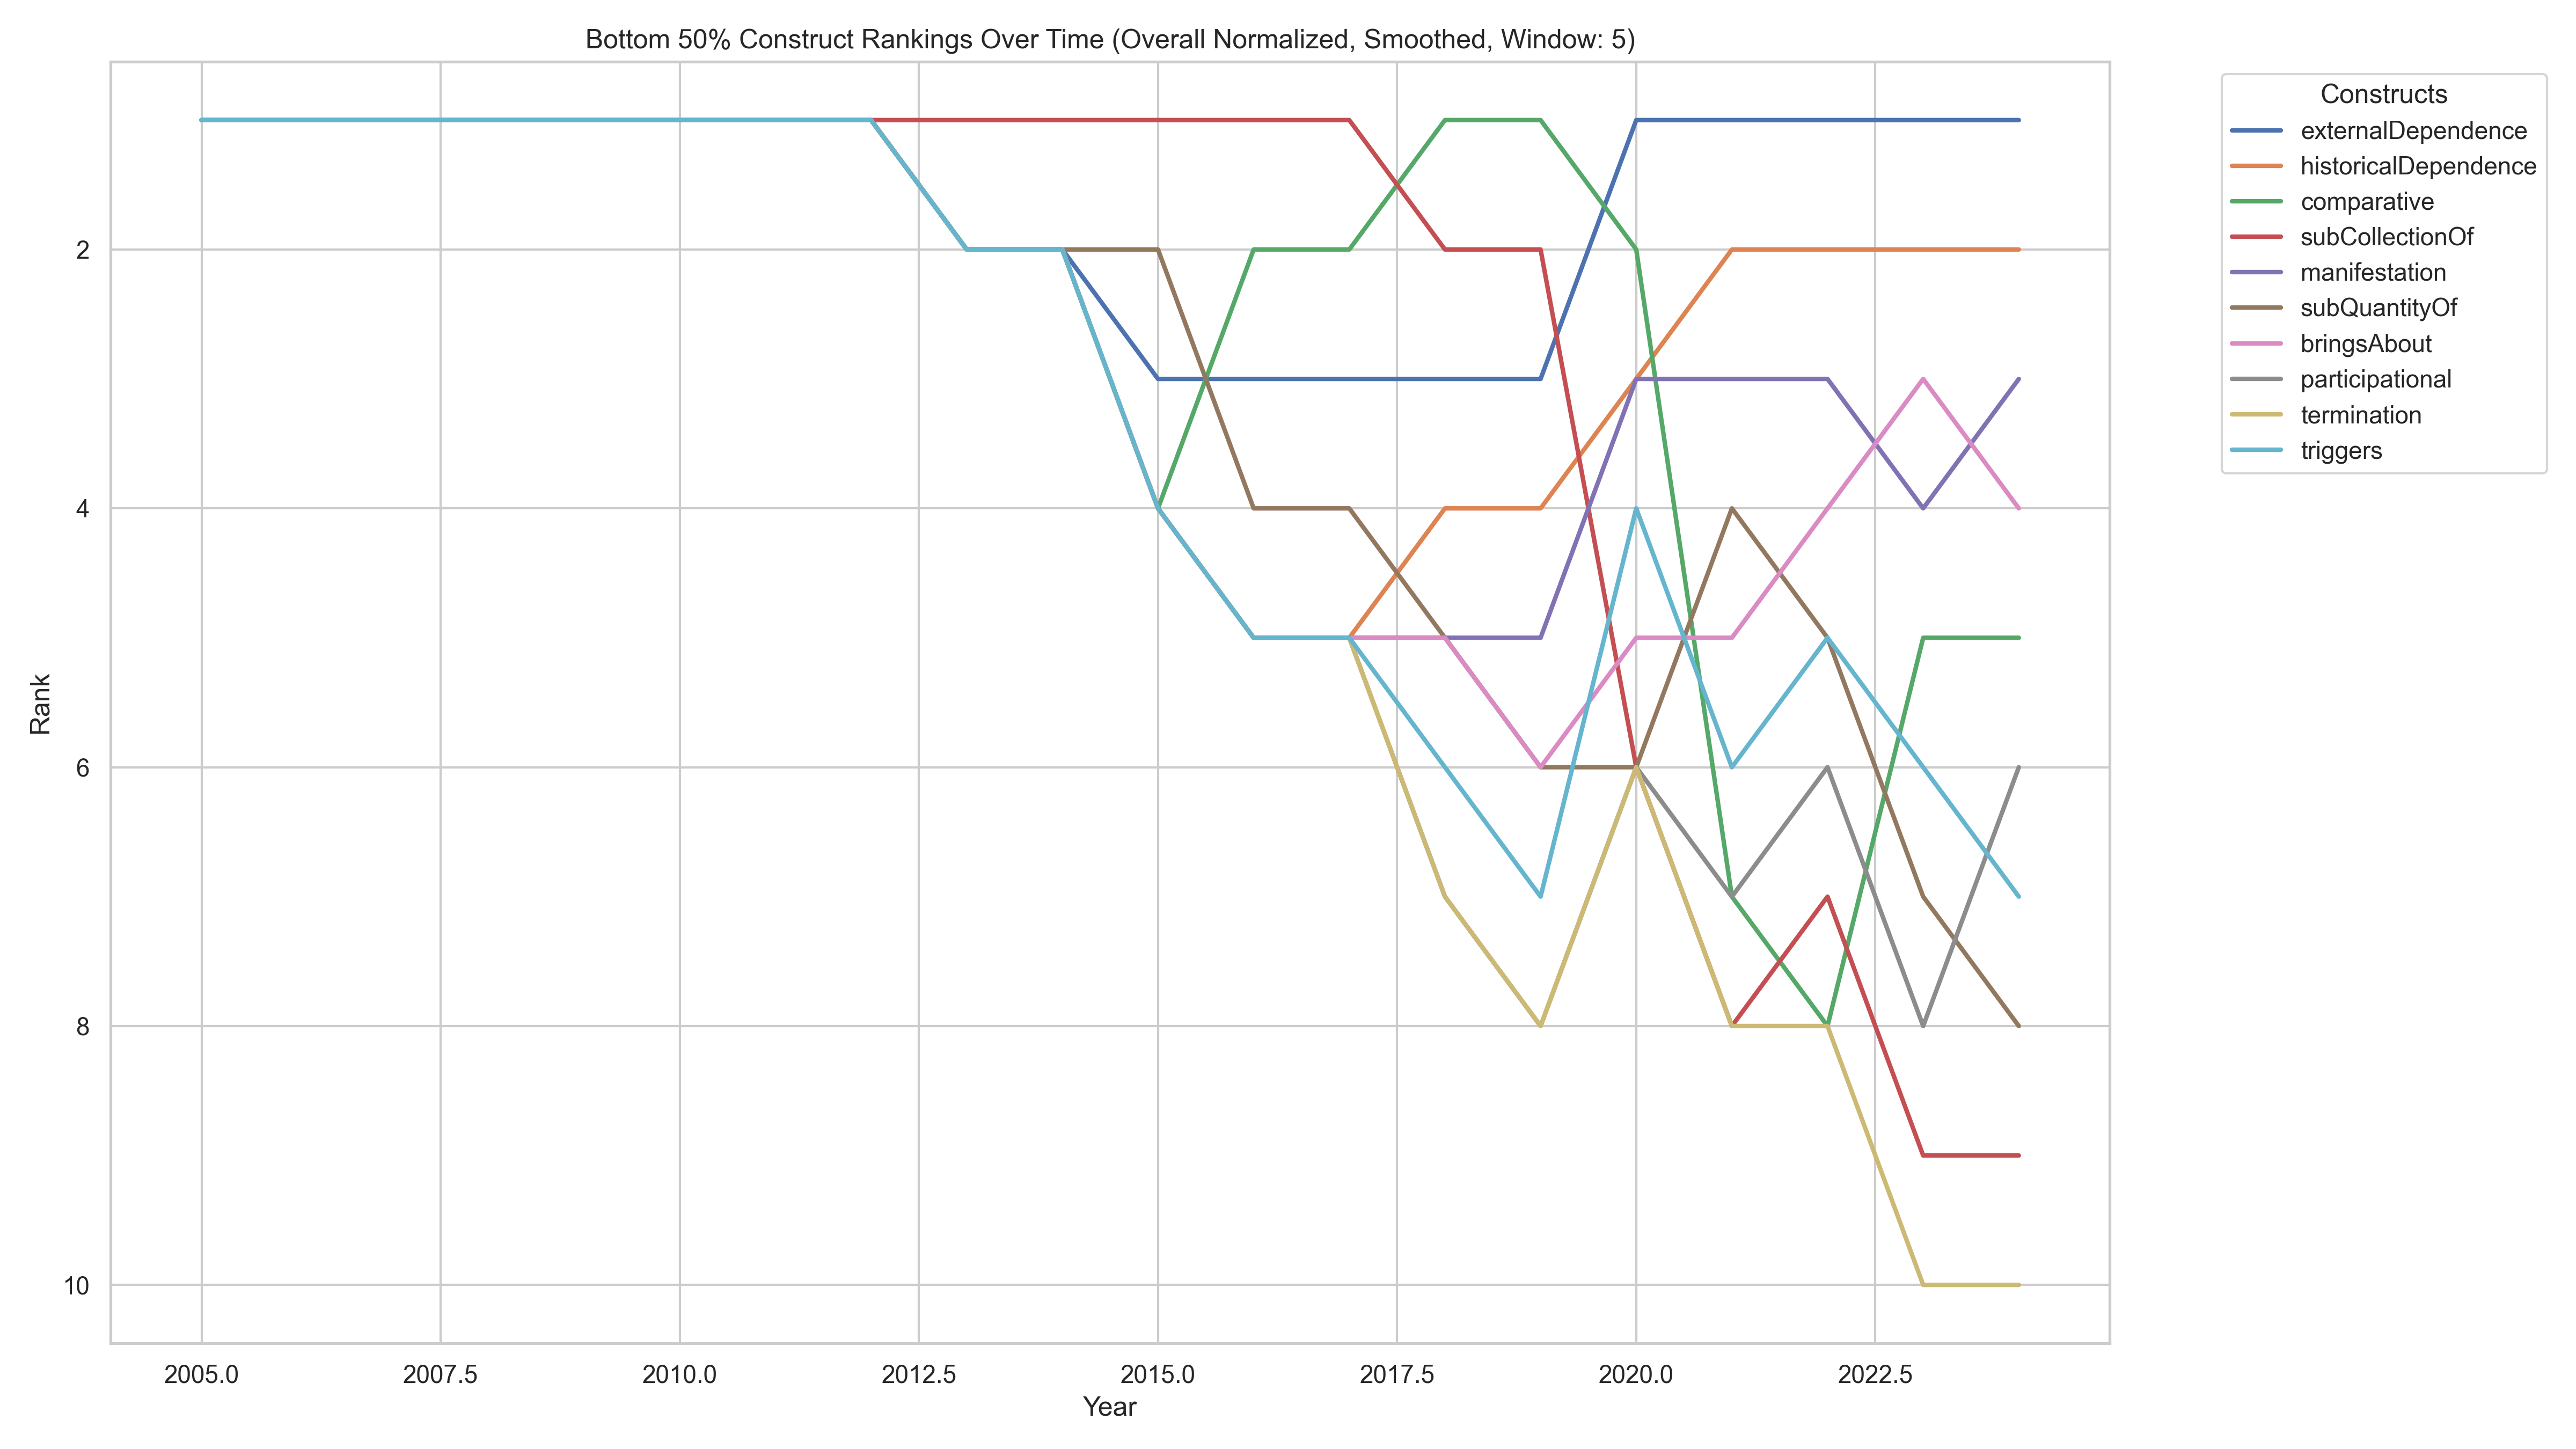 Bottom 50% Construct Rankings Over Time (Overall Normalized, Smoothed, Window: 5)
Constructs
externalDependence
historicalDependence
comparative
subCollectionOf
manifestation
subQuantityOf
bringsAbout
participational
termination
triggers
Rank
2
4
6
8
10
2005.0 2007.5 2010.0 2012.5 2015.0 2017.5 2020.0 2022.5
Year